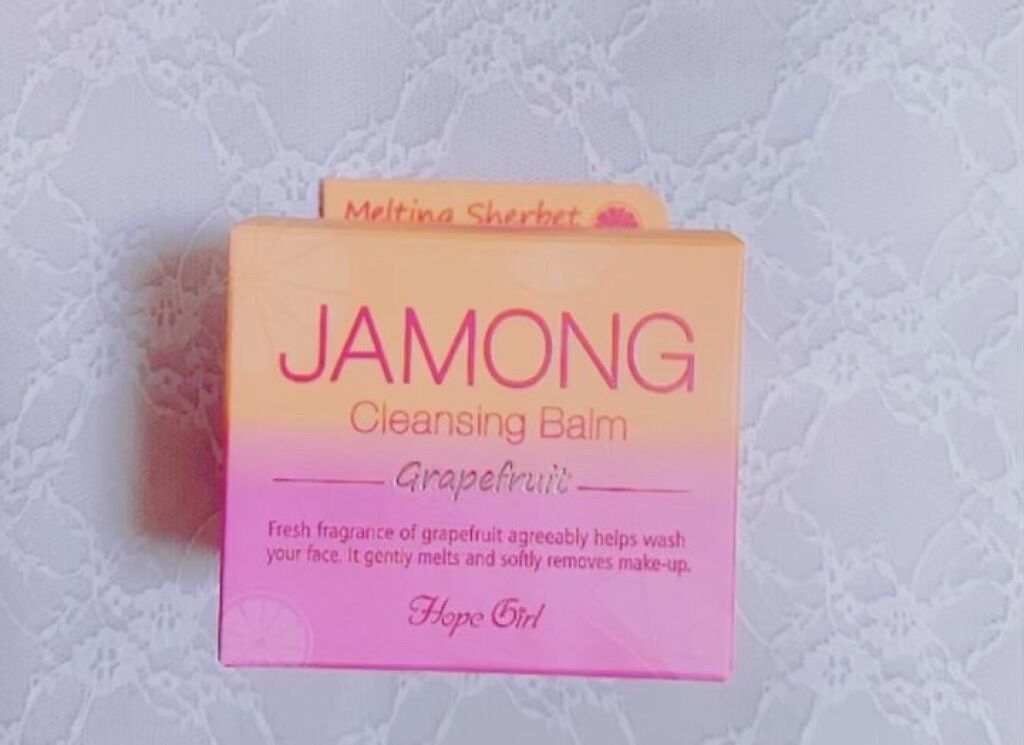 Melting Sherbet
JAMONG
Cleansing Balm
Grapefruit
Fresh fragrance of grapefruit agreeably helps wash
your face. It gently melts and softly removes make-up.
Hope Girl